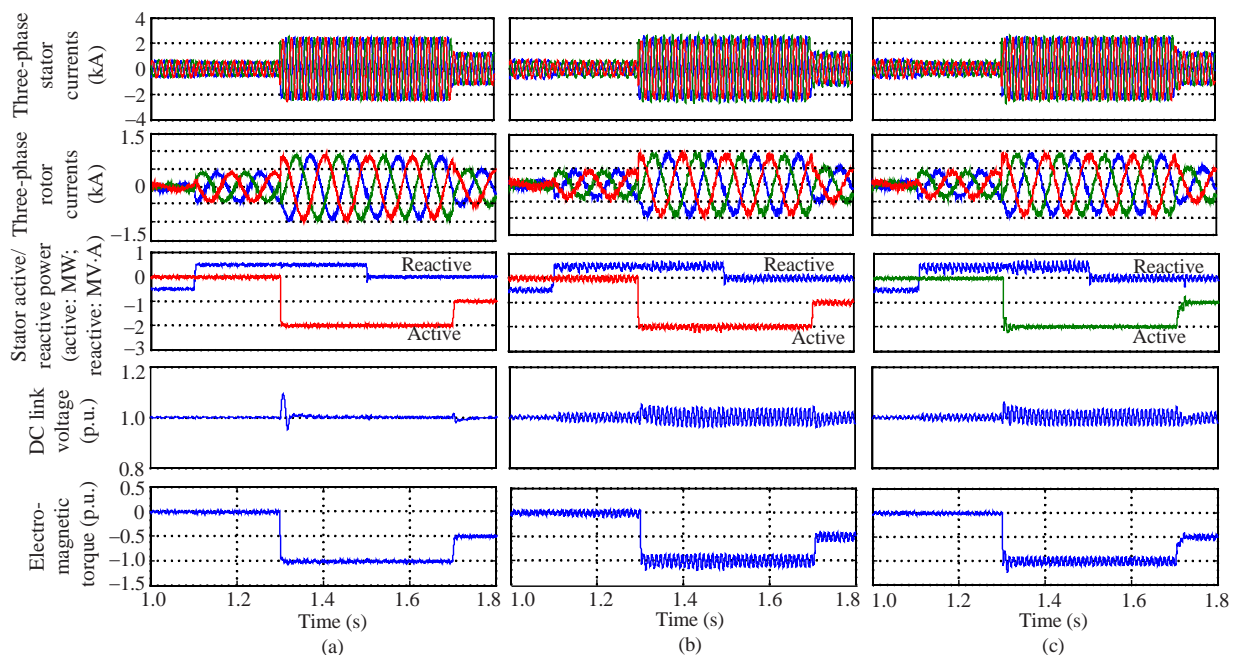 Three-phase
stator
currents
(kA)
4
2
0
−2
−4
Three-phase
rotor
currents
(kA)
1.5
0
−1.5
Stator active/
reactive power
(active: MW;
reactive: MV·A)
1
0
−1
−2
−3
Reactive
Active
Reactive
Active
Reactive
Active
DC link
voltage
(p.u.)
1.2
1.0
0.8
Electro-
magnetic
torque (p.u.)
0.5
0
−0.5
−1.0
−1.5
1.0 1.2 1.4 1.6 1.8
Time (s)
(a)
1.0 1.2 1.4 1.6 1.8
Time (s)
(b)
1.0 1.2 1.4 1.6 1.8
Time (s)
(c)